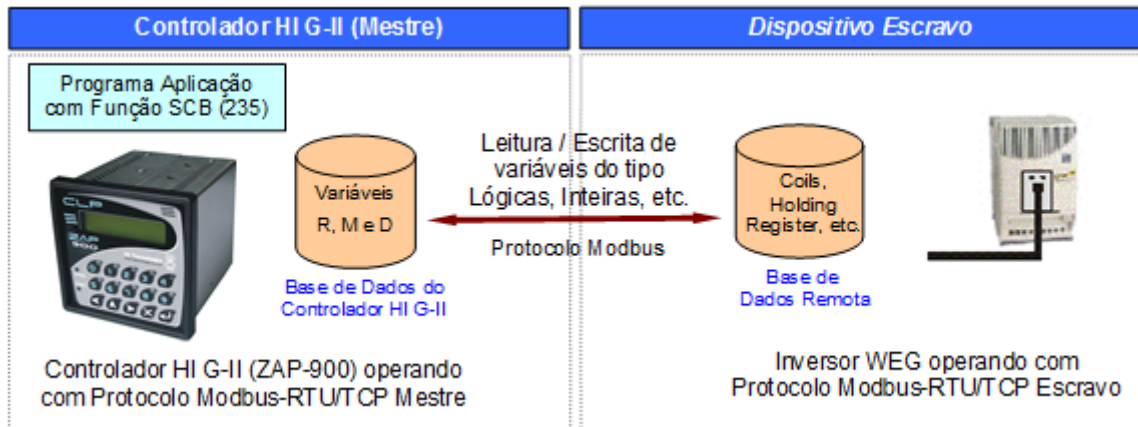 Controlador HI G-II (Mestre)
Dispositivo Escravo
Programa Aplicação
com Função SCB (235)
CLP
ZAP
900
Variáveis
R, M e D
Base de Dados do
Controlador HI G-II
Leitura / Escrita de
variáveis do tipo
Lógicas, Inteiras, etc.
Protocolo Modbus
Coils,
Holding
Register, etc.
Base de
Dados Remota
Controlador HI G-II (ZAP-900) operando
com Protocolo Modbus-RTU/TCP Mestre
Inversor WEG operando com
Protocolo Modbus-RTU/TCP Escravo